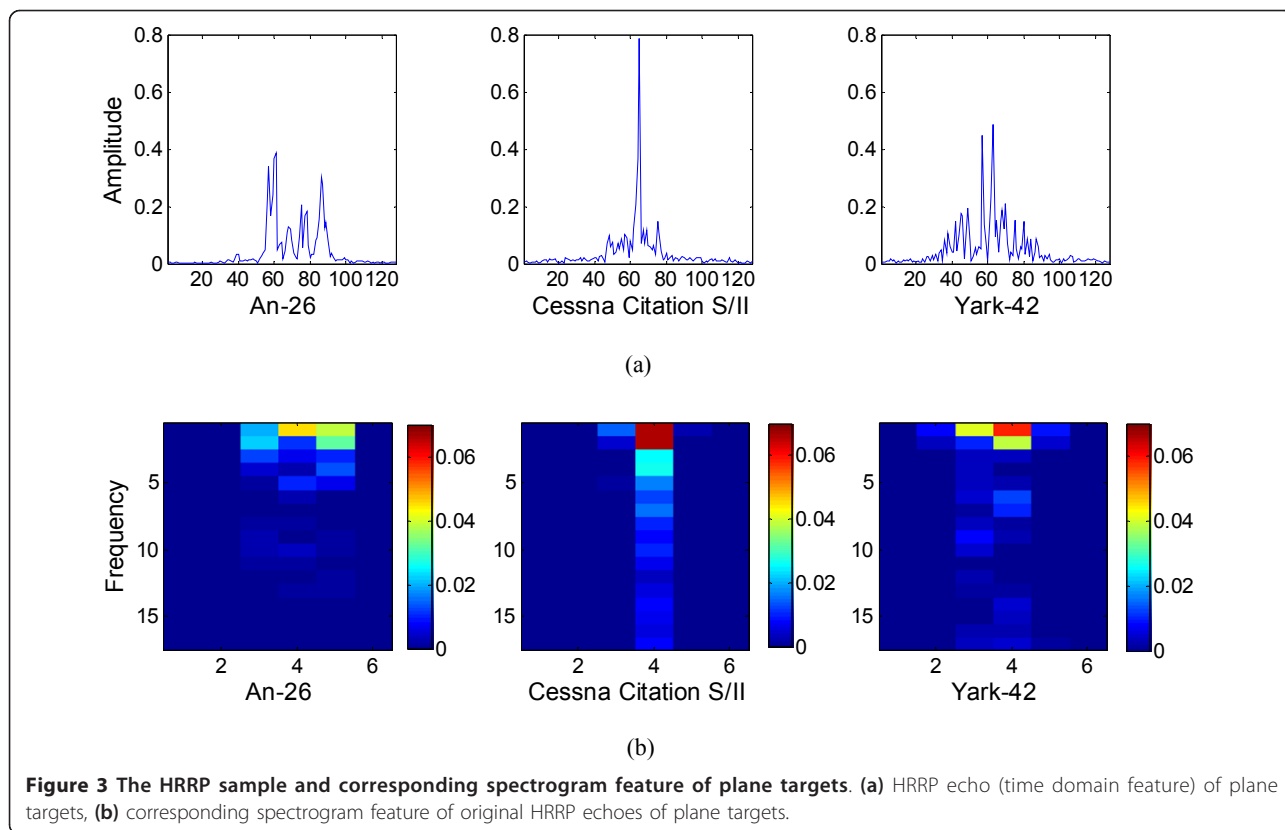 0.8 0.8 0.8
0.6 0.6 0.6
Amplitude
0.4 0.4 0.4
0.2 0.2 0.2
0 0 0
20 40 60 80 100 120 20 40 60 80 100 120 20 40 60 80 100 120
An-26 Cessna Citation S/II Yark-42
(a)
0.06 0.06 0.06
5 5 5
Frequency
0.04 0.04 0.04
10 10 10
0.02 0.02 0.02
15 15 15
0 0 0
2 4 6 2 4 6 2 4 6
An-26 Cessna Citation S/II Yark-42
(b)
Figure 3 The HRRP sample and corresponding spectrogram feature of plane targets. (a) HRRP echo (time domain feature) of plane
targets, (b) corresponding spectrogram feature of original HRRP echoes of plane targets.